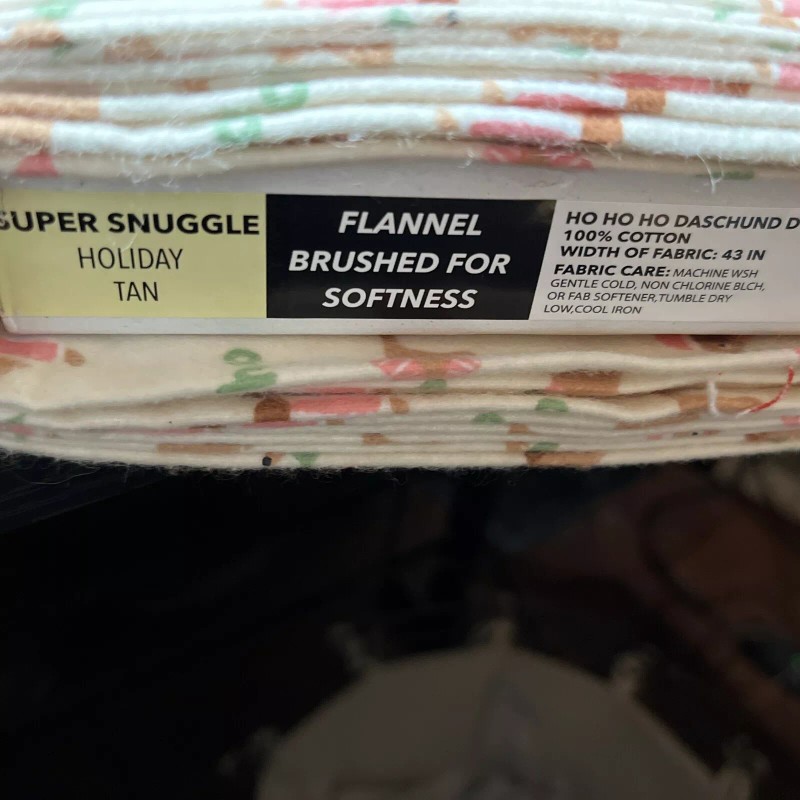 SUPER SNUGGLE
HOLIDAY
TAN
FLANNEL
BRUSHED FOR
SOFTNESS
HO HO HO DASCHUND D
100% COTTON
WIDTH OF FABRIC: 43 IN
FABRIC CARE: MACHINE WSH
GENTLE COLD, NON CHLORINE BLCH,
OR FAB SOFTENER,TUMBLE DRY
LOW,COOL IRON